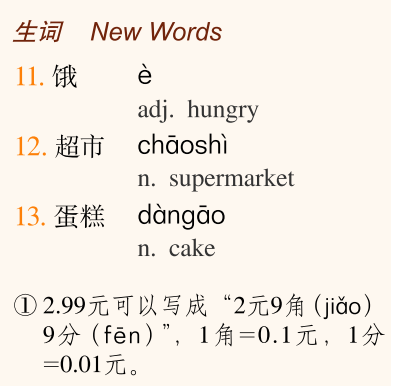 生词 New Words
11. 饿 è
adj. hungry
12. 超市 chāoshì
n. supermarket
13. 蛋糕 dàngāo
n. cake
① 2.99元可以写成“2元9角（jiǎo）
9分（fēn）”，1角=0.1元，1分
=0.01元。